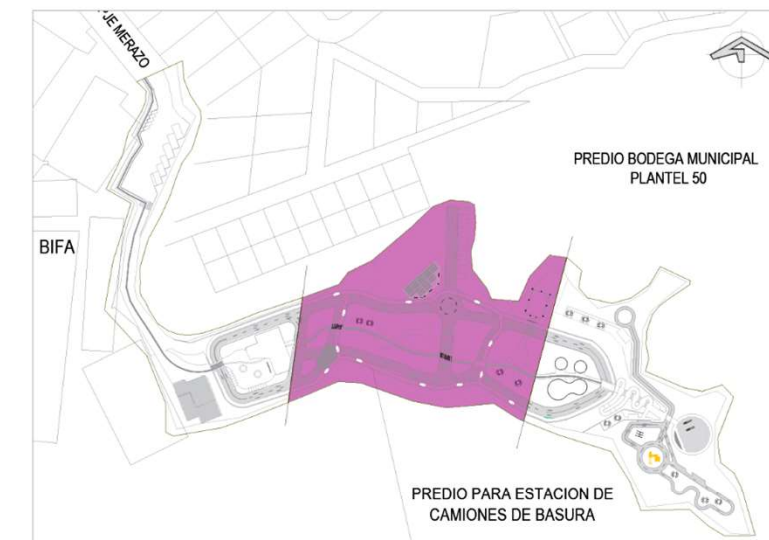 PJE MERAZO
PREDIO BODEGA MUNICIPAL
PLANTEL 50
BIFA
PREDIO PARA ESTACION DE
CAMIONES DE BASURA